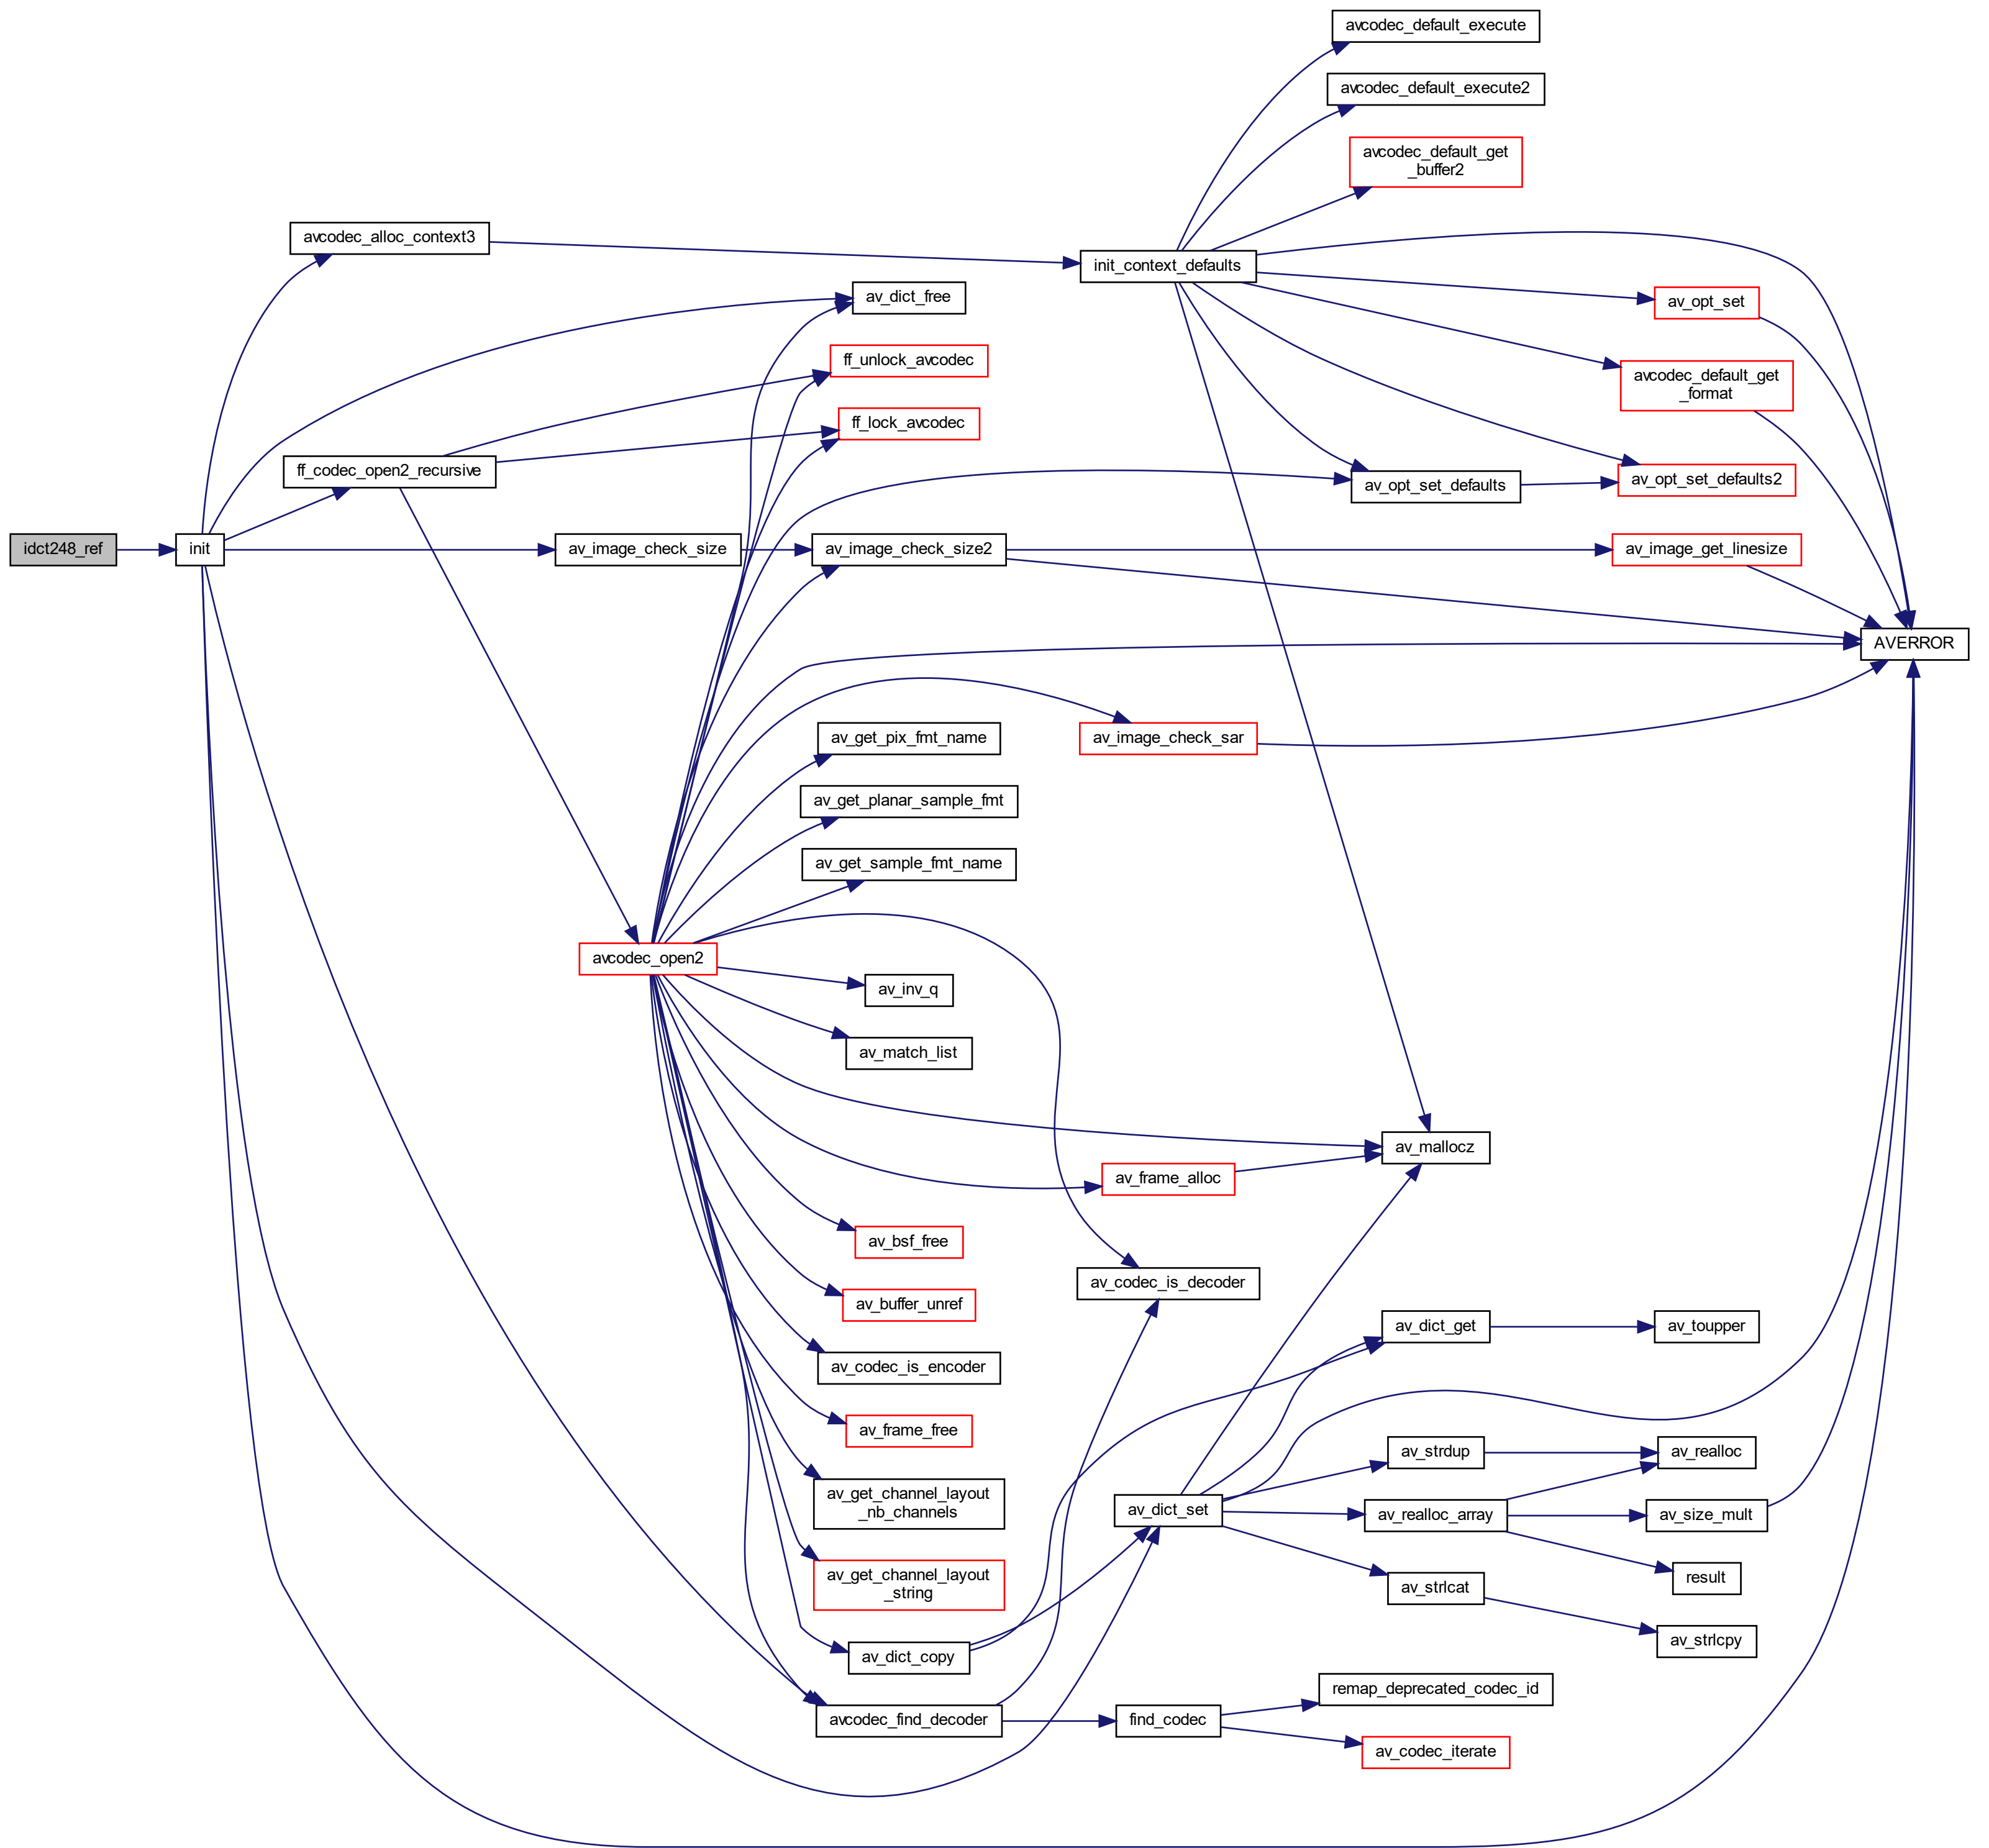 avcodec_default_execute
avcodec_default_execute2
avcodec_default_get
_buffer2
avcodec_alloc_context3
init_context_defaults
av_dict_free
av_opt_set
ff_unlock_avcodec
avcodec_default_get
_format
ff_lock_avcodec
ff_codec_open2_recursive
av_opt_set_defaults
av_opt_set_defaults2
idct248_ref
init
av_image_check_size
av_image_check_size2
av_image_get_linesize
AVERROR
av_get_pix_fmt_name
av_image_check_sar
av_get_planar_sample_fmt
av_get_sample_fmt_name
avcodec_open2
av_inv_q
av_match_list
av_mallocz
av_frame_alloc
av_bsf_free
av_codec_is_decoder
av_buffer_unref
av_dict_get
av_toupper
av_codec_is_encoder
av_frame_free
av_strdup
av_realloc
av_get_channel_layout
_nb_channels
av_dict_set
av_realloc_array
av_size_mult
av_get_channel_layout
_string
result
av_strlcat
av_strlcpy
av_dict_copy
remap_deprecated_codec_id
avcodec_find_decoder
find_codec
av_codec_iterate